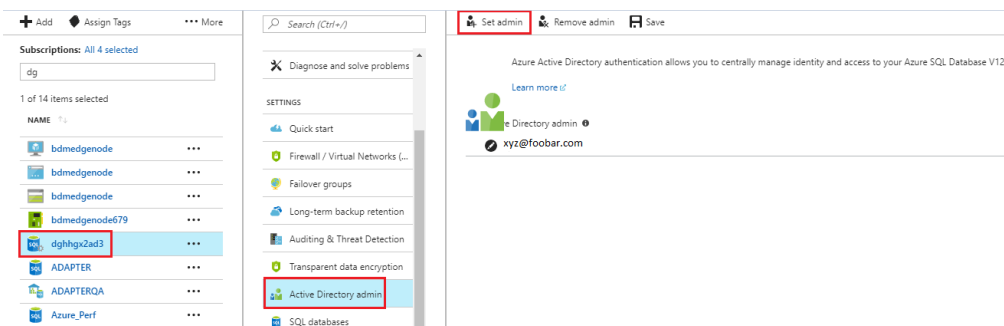 Add Assign Tags ••• More
Subscriptions: All 4 selected
dg
1 of 14 items selected
NAME ↑↓
bdmedgenode •••
bdmedgenode •••
bdmedgenode •••
bdmedgenode679 •••
dghhgx2ad3 •••
ADAPTER •••
ADAPTERQA •••
Azure_Perf •••
Search (Ctrl+/)
Diagnose and solve problems
SETTINGS
Quick start
Firewall / Virtual Networks (...
Failover groups
Long-term backup retention
Auditing & Threat Detection
Transparent data encryption
Active Directory admin
SQL databases
Set admin Remove admin Save
Azure Active Directory authentication allows you to centrally manage identity and access to your Azure SQL Database V12
Learn more
e Directory admin
xyz@foobar.com